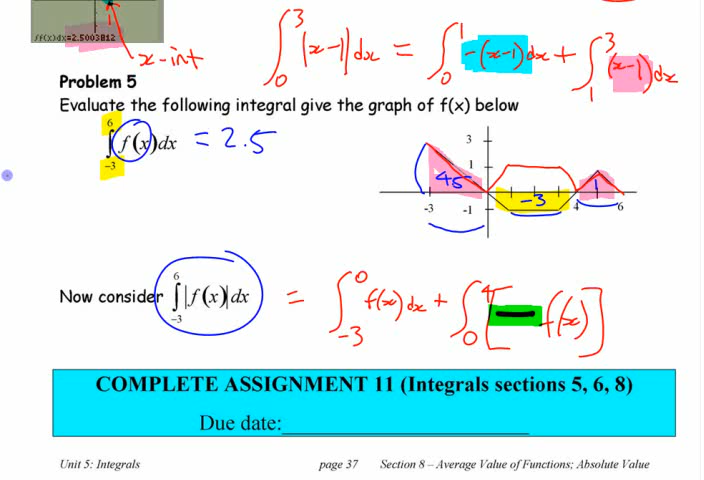 ∫f(x)dx=2.5003812
x-int
∫₀³ |x-1| dx = ∫₀¹ -(x-1) dx + ∫₁³ (x-1) dx
Problem 5
Evaluate the following integral give the graph of f(x) below
∫₋₃⁶ f(x)dx = 2.5
3
1
-1
-3
4
6
4.5
-3
1
Now consider ∫₋₃⁶ |f(x)|dx = ∫₋₃⁰ f(x) dx + ∫₀⁴ [- f(x)]
COMPLETE ASSIGNMENT 11 (Integrals sections 5, 6, 8)
Due date:____________________
Unit 5: Integrals page 37 Section 8 – Average Value of Functions; Absolute Value